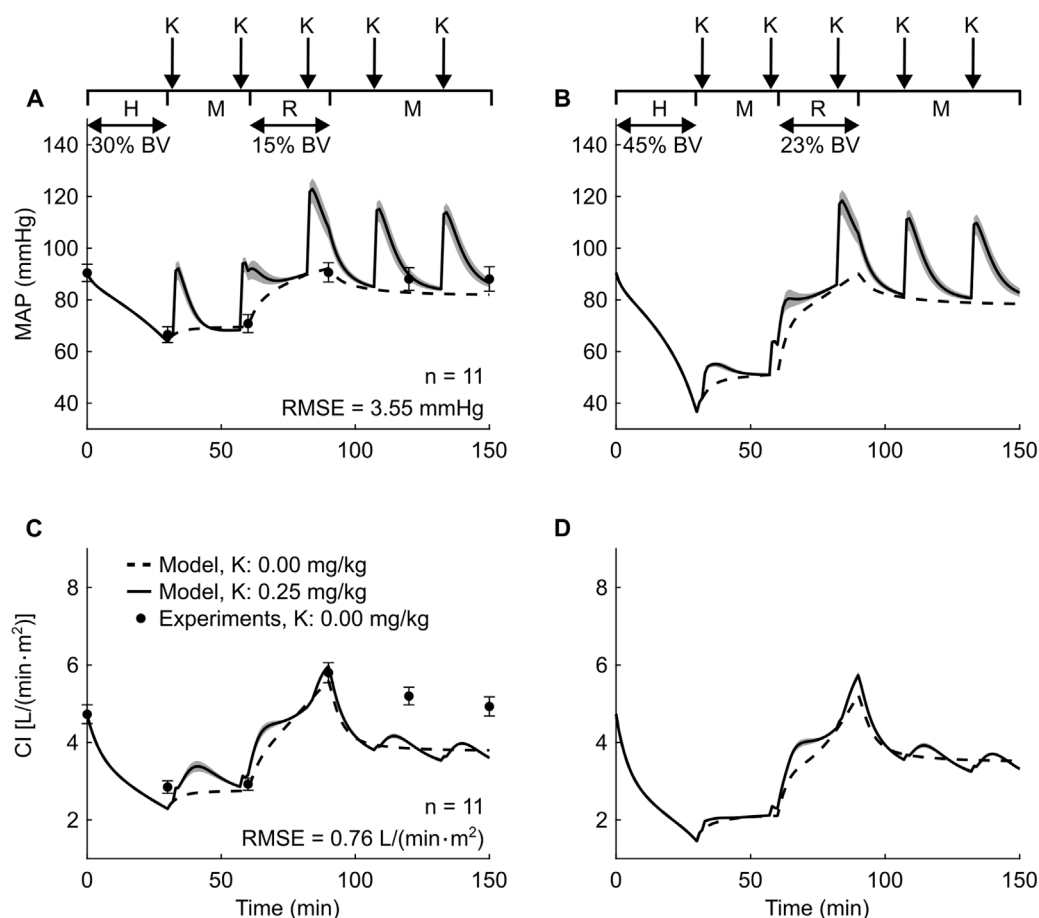 K K K K K
K K K K K
A
H M R M
30% BV 15% BV
B
H M R M
45% BV 23% BV
MAP (mmHg)
140
120
100
80
60
40
n = 11
RMSE = 3.55 mmHg
0 50 100 150
140
120
100
80
60
40
0 50 100 150
C
CI [L/(min·m²)]
8
6
4
2
Model, K: 0.00 mg/kg
Model, K: 0.25 mg/kg
Experiments, K: 0.00 mg/kg
n = 11
RMSE = 0.76 L/(min·m²)
0 50 100 150
Time (min)
D
8
6
4
2
0 50 100 150
Time (min)